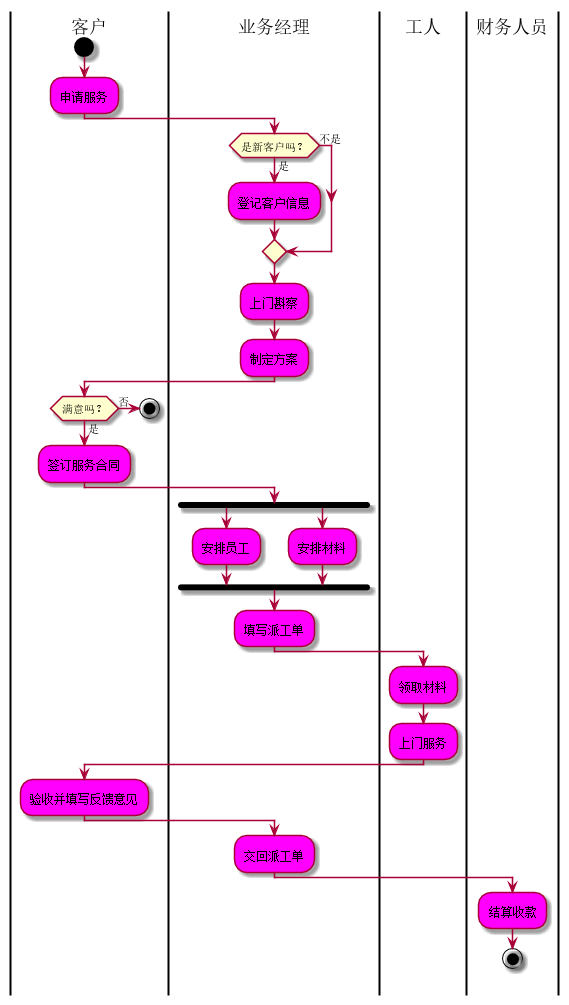 客户
业务经理
工人
财务人员
申请服务
是新客户吗?
不是
是
登记客户信息
上门勘察
制定方案
满意吗?
否
是
签订服务合同
安排员工
安排材料
填写派工单
领取材料
上门服务
验收并填写反馈意见
交回派工单
结算收款